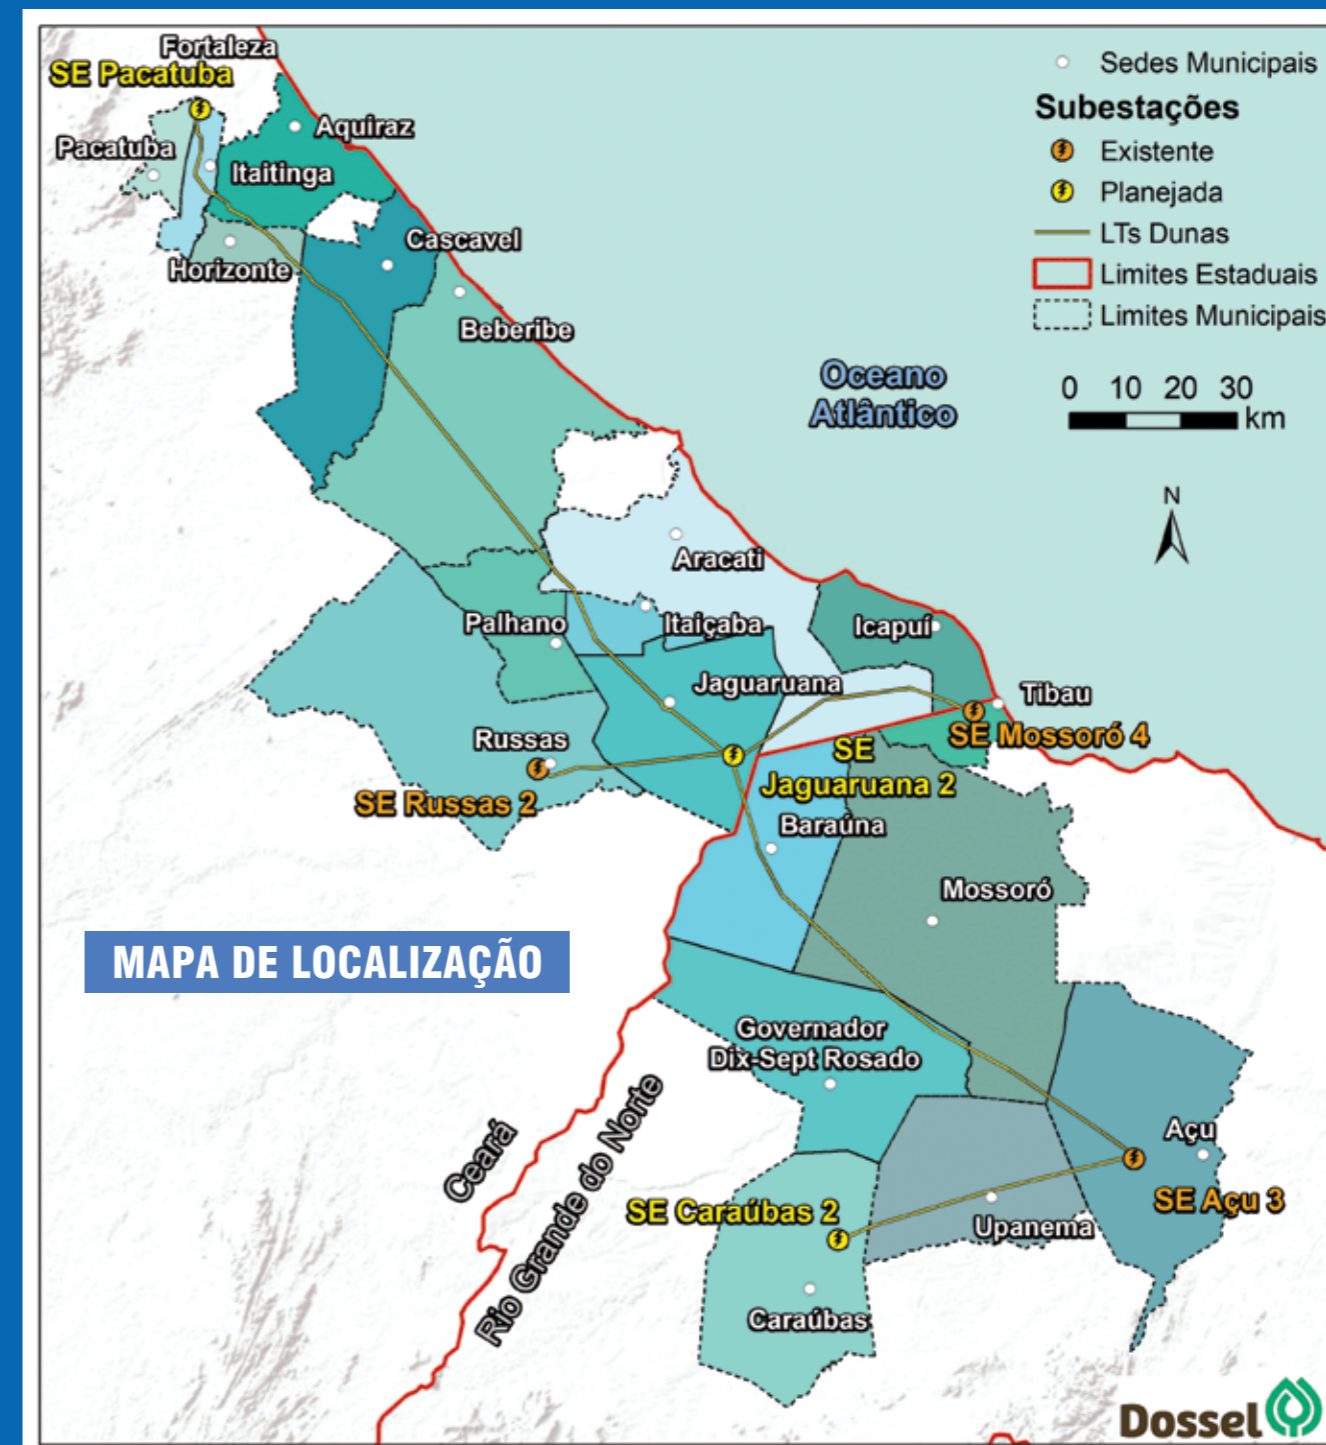 Fortaleza
SE Pacatuba
Aquiraz
Pacatuba
Itaitinga
Cascavel
Horizonte
Beberibe
Sedes Municipais
Subestações
Existente
Planejada
LTs Dunas
Limites Estaduais
Limites Municipais
0 10 20 30
km
Oceano
Atlântico
N
Aracati
Palhano
Itaiçaba
Icapuí
Jaguaruana
Tibau
Russas
SE Mossoró 4
SE
Jaguaruana 2
SE Russas 2
Baraúna
Mossoró
MAPA DE LOCALIZAÇÃO
Governador
Dix-Sept Rosado
Ceará
Rio Grande do Norte
Açu
SE Açu 3
SE Caraúbas 2
Upanema
Caraúbas
Dossel